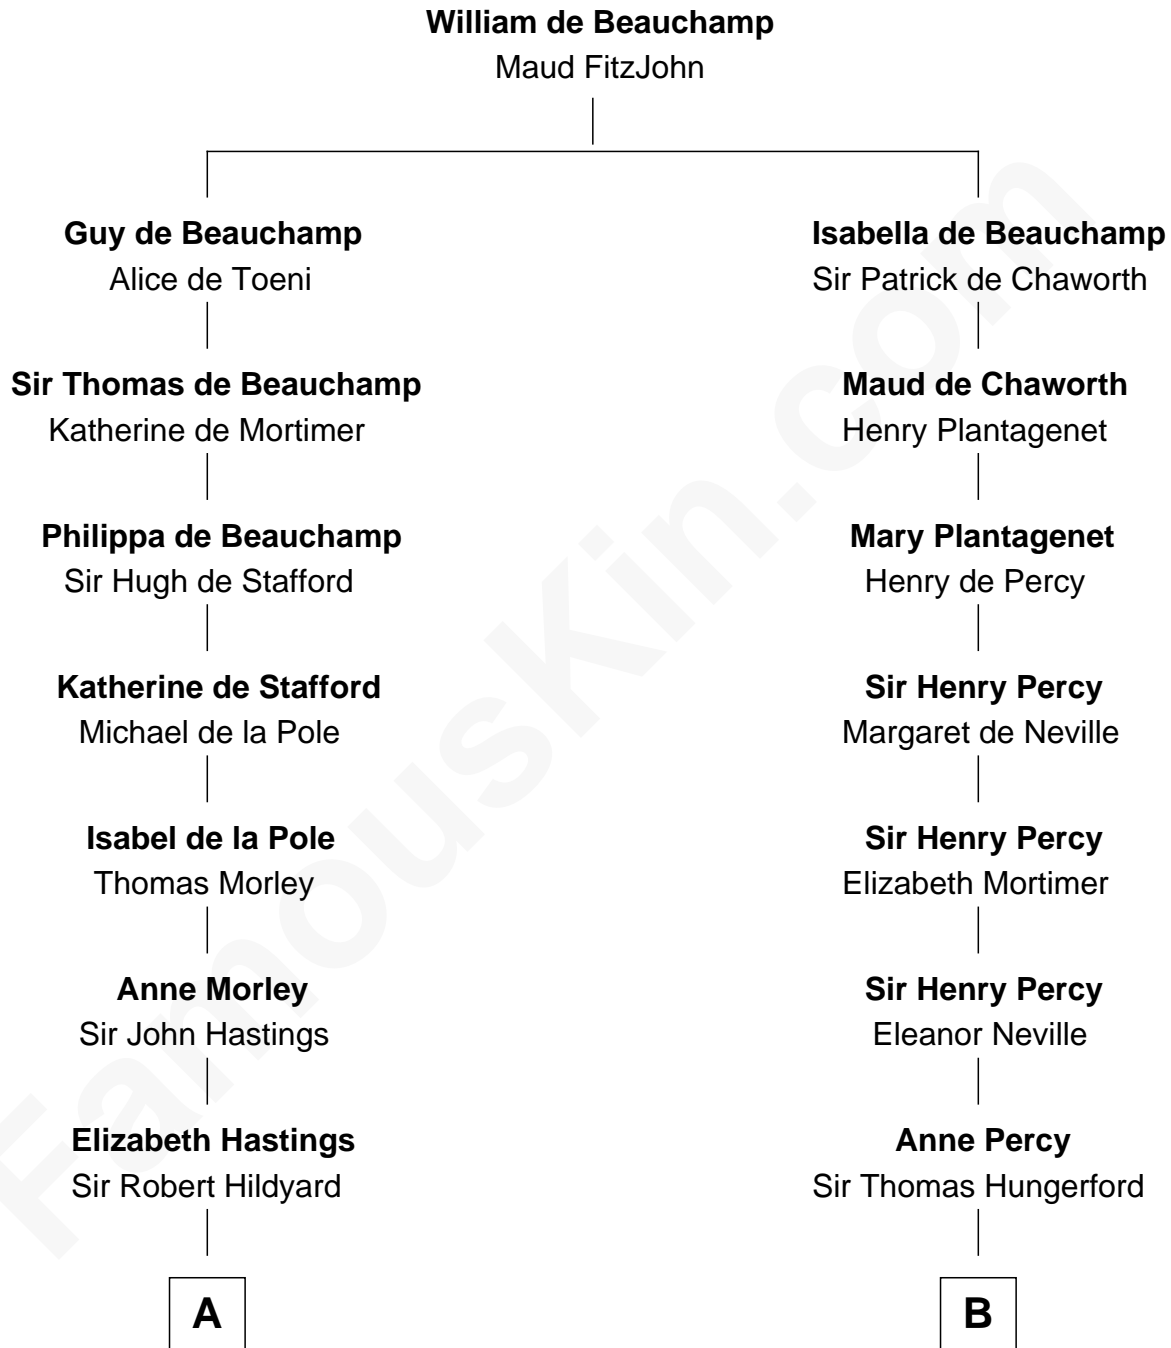 William de Beauchamp
Maud FitzJohn
Guy de Beauchamp
Alice de Toeni
Sir Thomas de Beauchamp
Katherine de Mortimer
Philippa de Beauchamp
Sir Hugh de Stafford
Katherine de Stafford
Michael de la Pole
Isabel de la Pole
Thomas Morley
Anne Morley
Sir John Hastings
Elizabeth Hastings
Sir Robert Hildyard
A
Isabella de Beauchamp
Sir Patrick de Chaworth
Maud de Chaworth
Henry Plantagenet
Mary Plantagenet
Henry de Percy
Sir Henry Percy
Margaret de Neville
Sir Henry Percy
Elizabeth Mortimer
Sir Henry Percy
Eleanor Neville
Anne Percy
Sir Thomas Hungerford
B
FamousKin.com